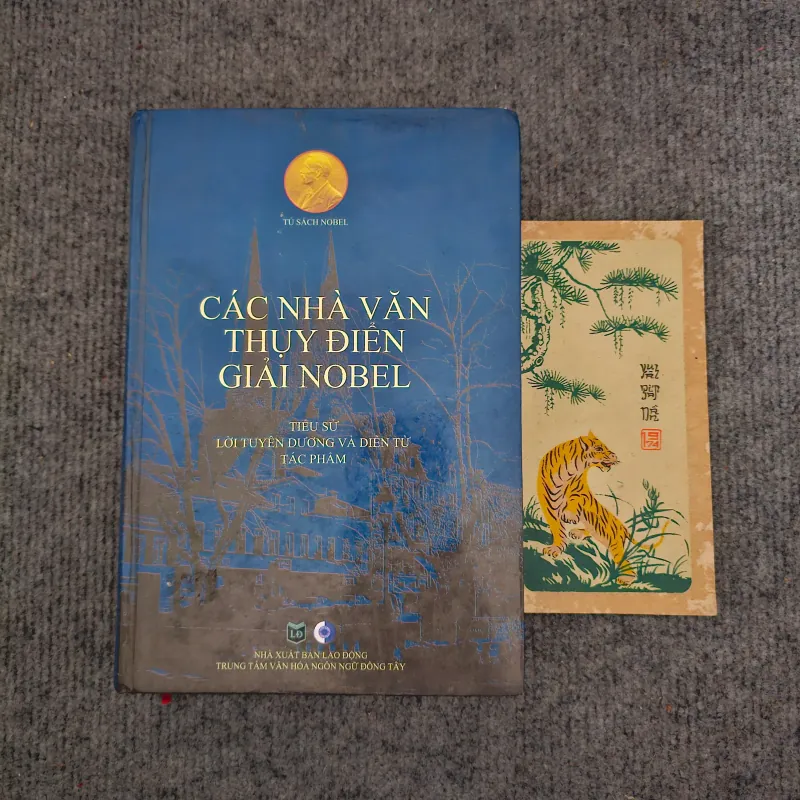 TỦ SÁCH NOBEL
CÁC NHÀ VĂN
THỤY ĐIỂN
GIẢI NOBEL
TIỂU SỬ
LỜI TUYÊN DƯƠNG VÀ DIỄN TỪ
TÁC PHẨM
LĐ
NHÀ XUẤT BẢN LAO ĐỘNG
TRUNG TÂM VĂN HÓA NGÔN NGỮ ĐÔNG TÂY